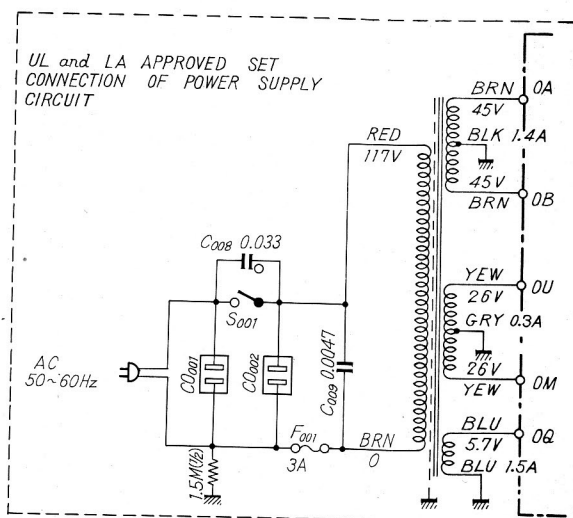 UL and LA APPROVED SET
CONNECTION OF POWER SUPPLY
CIRCUIT
BRN
0A
45V
BLK 1.4A
45V
BRN
0B
RED
117V
C008 0.033
S001
YEW
0U
26V
GRY 0.3A
26V
YEW
0M
AC
50~60Hz
CO001
CO002
C009 0.0047
F001
3A
BRN
0
1.5M(½)
BLU
0Q
5.7V
BLU 1.5A